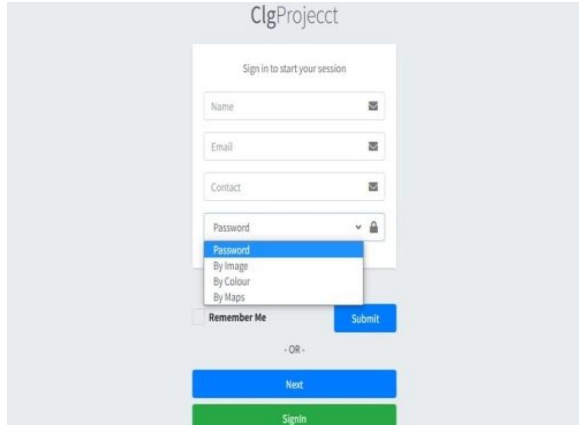 ClgProjecct
Sign in to start your session
Name
Email
Contact
Password
Password
By Image
By Colour
By Maps
Remember Me
Submit
- OR -
Next
SignIn